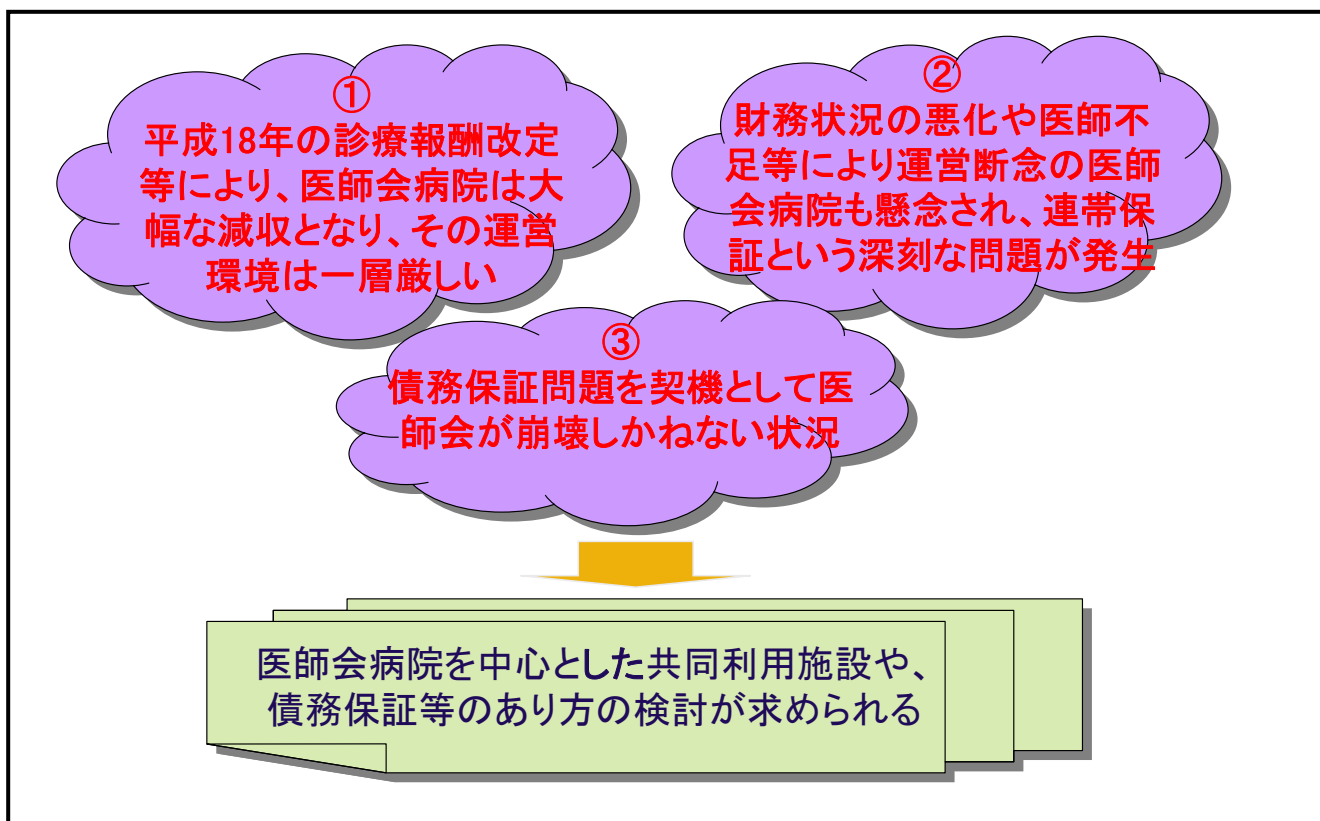 ①
平成18年の診療報酬改定
等により、医師会病院は大
幅な減収となり、その運営
環境は一層厳しい
②
財務状況の悪化や医師不
足等により運営断念の医師
会病院も懸念され、連帯保
証という深刻な問題が発生
③
債務保証問題を契機として医
師会が崩壊しかねない状況
医師会病院を中心とした共同利用施設や、
債務保証等のあり方の検討が求められる